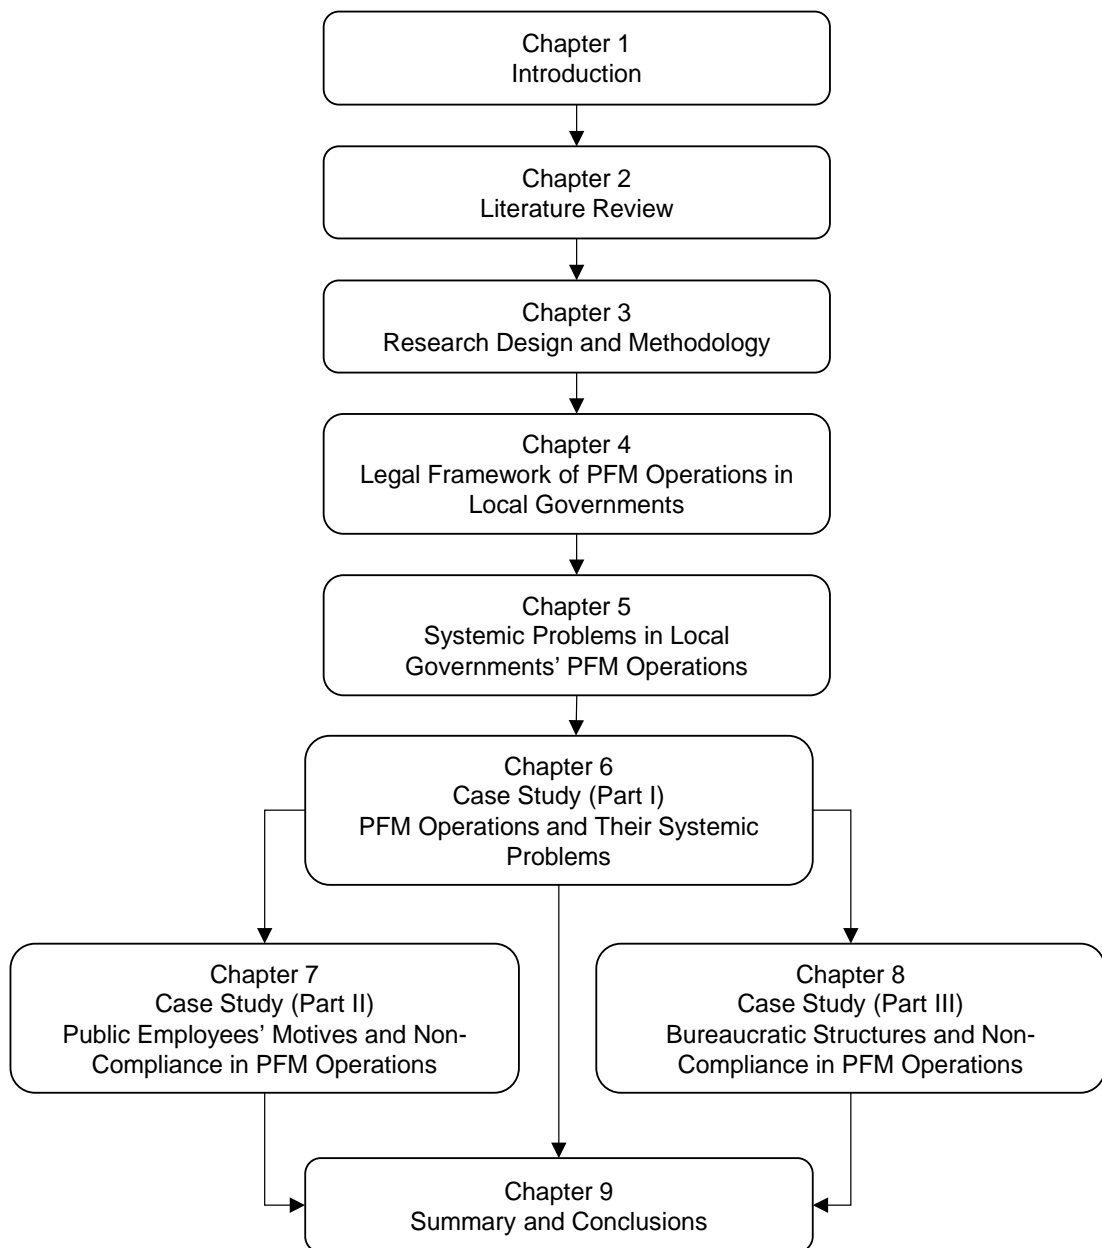 Chapter 1
Introduction
Chapter 2
Literature Review
Chapter 3
Research Design and Methodology
Chapter 4
Legal Framework of PFM Operations in
Local Governments
Chapter 5
Systemic Problems in Local
Governments’ PFM Operations
Chapter 6
Case Study (Part I)
PFM Operations and Their Systemic
Problems
Chapter 7
Case Study (Part II)
Public Employees’ Motives and Non-
Compliance in PFM Operations
Chapter 8
Case Study (Part III)
Bureaucratic Structures and Non-
Compliance in PFM Operations
Chapter 9
Summary and Conclusions